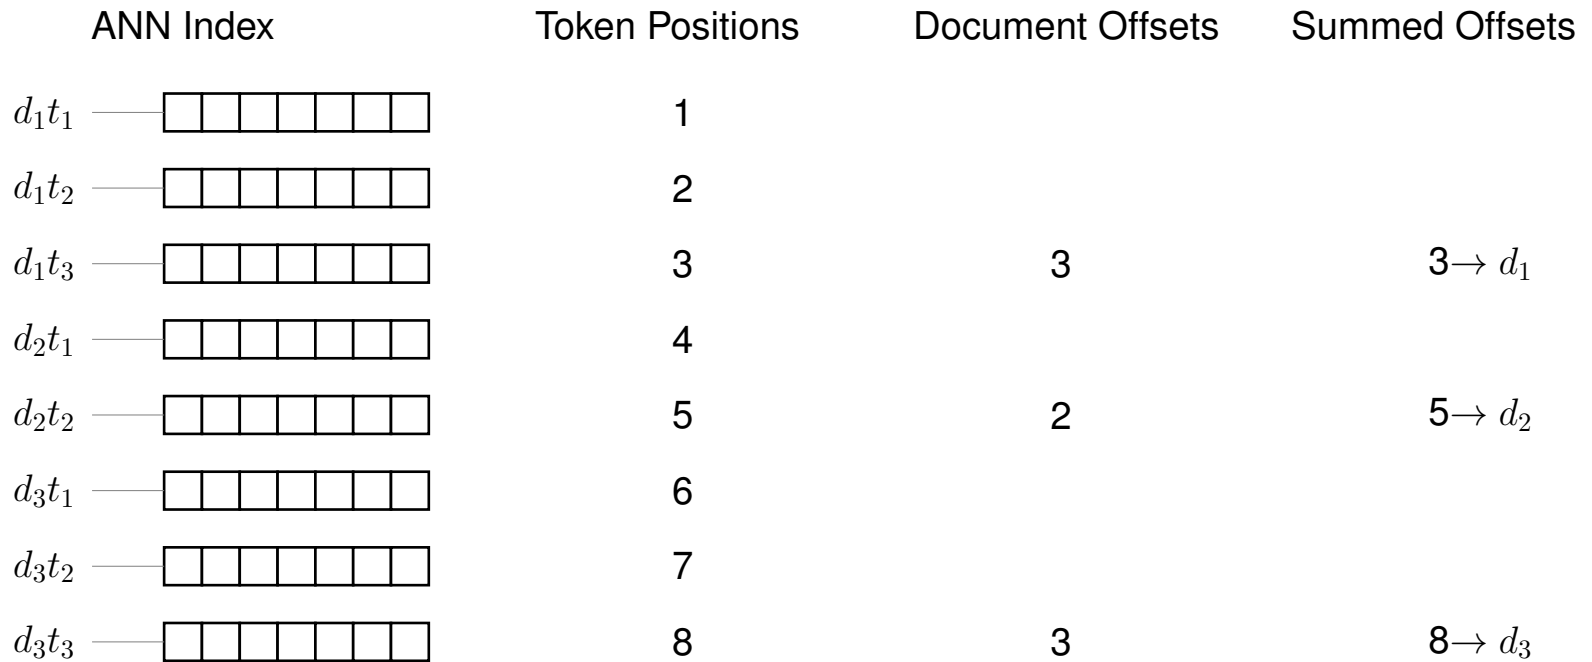 ANN Index Token Positions Document Offsets Summed Offsets
d₁t₁ 1
d₁t₂ 2
d₁t₃ 3 3 3→ d₁
d₂t₁ 4
d₂t₂ 5 2 5→ d₂
d₃t₁ 6
d₃t₂ 7
d₃t₃ 8 3 8→ d₃